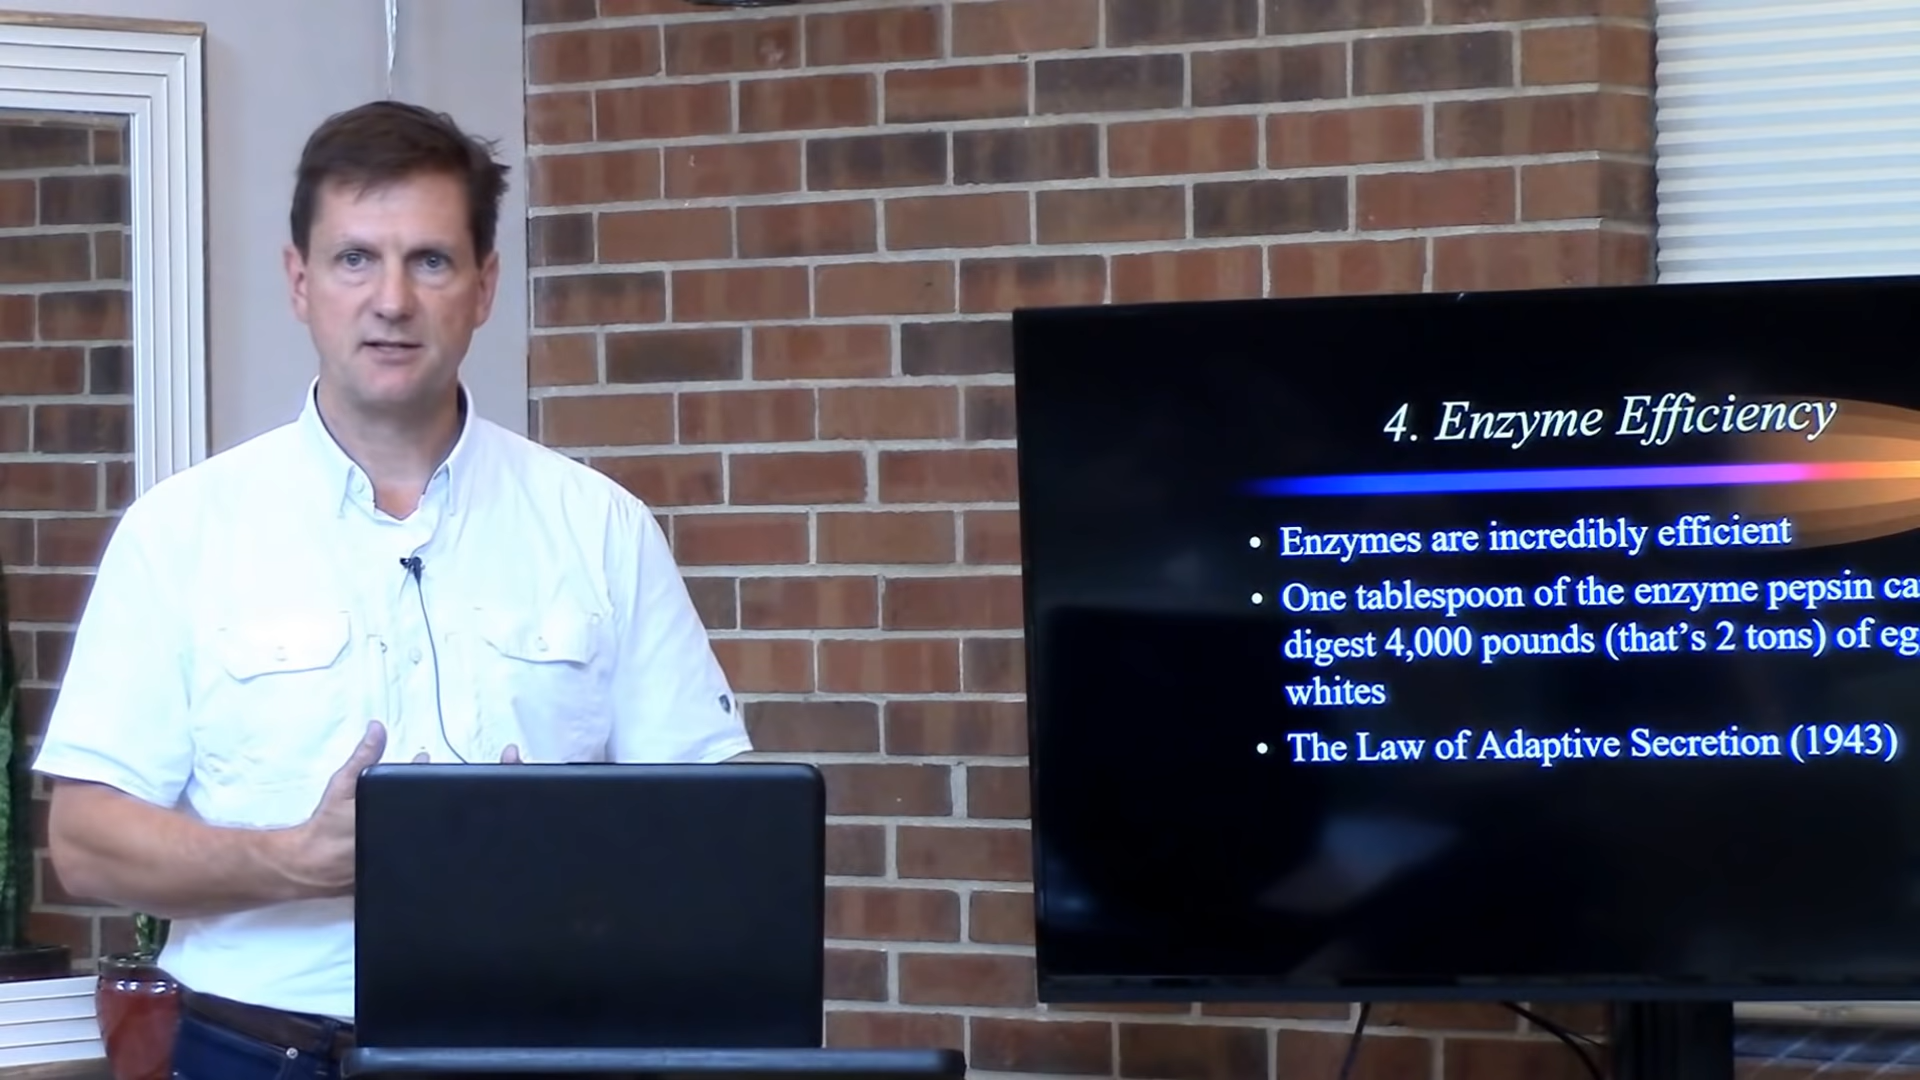 4. Enzyme Efficiency
• Enzymes are incredibly efficient
• One tablespoon of the enzyme pepsin
digest 4,000 pounds (that's 2 tons) of
whites
• The Law of Adaptive Secretion (1943)